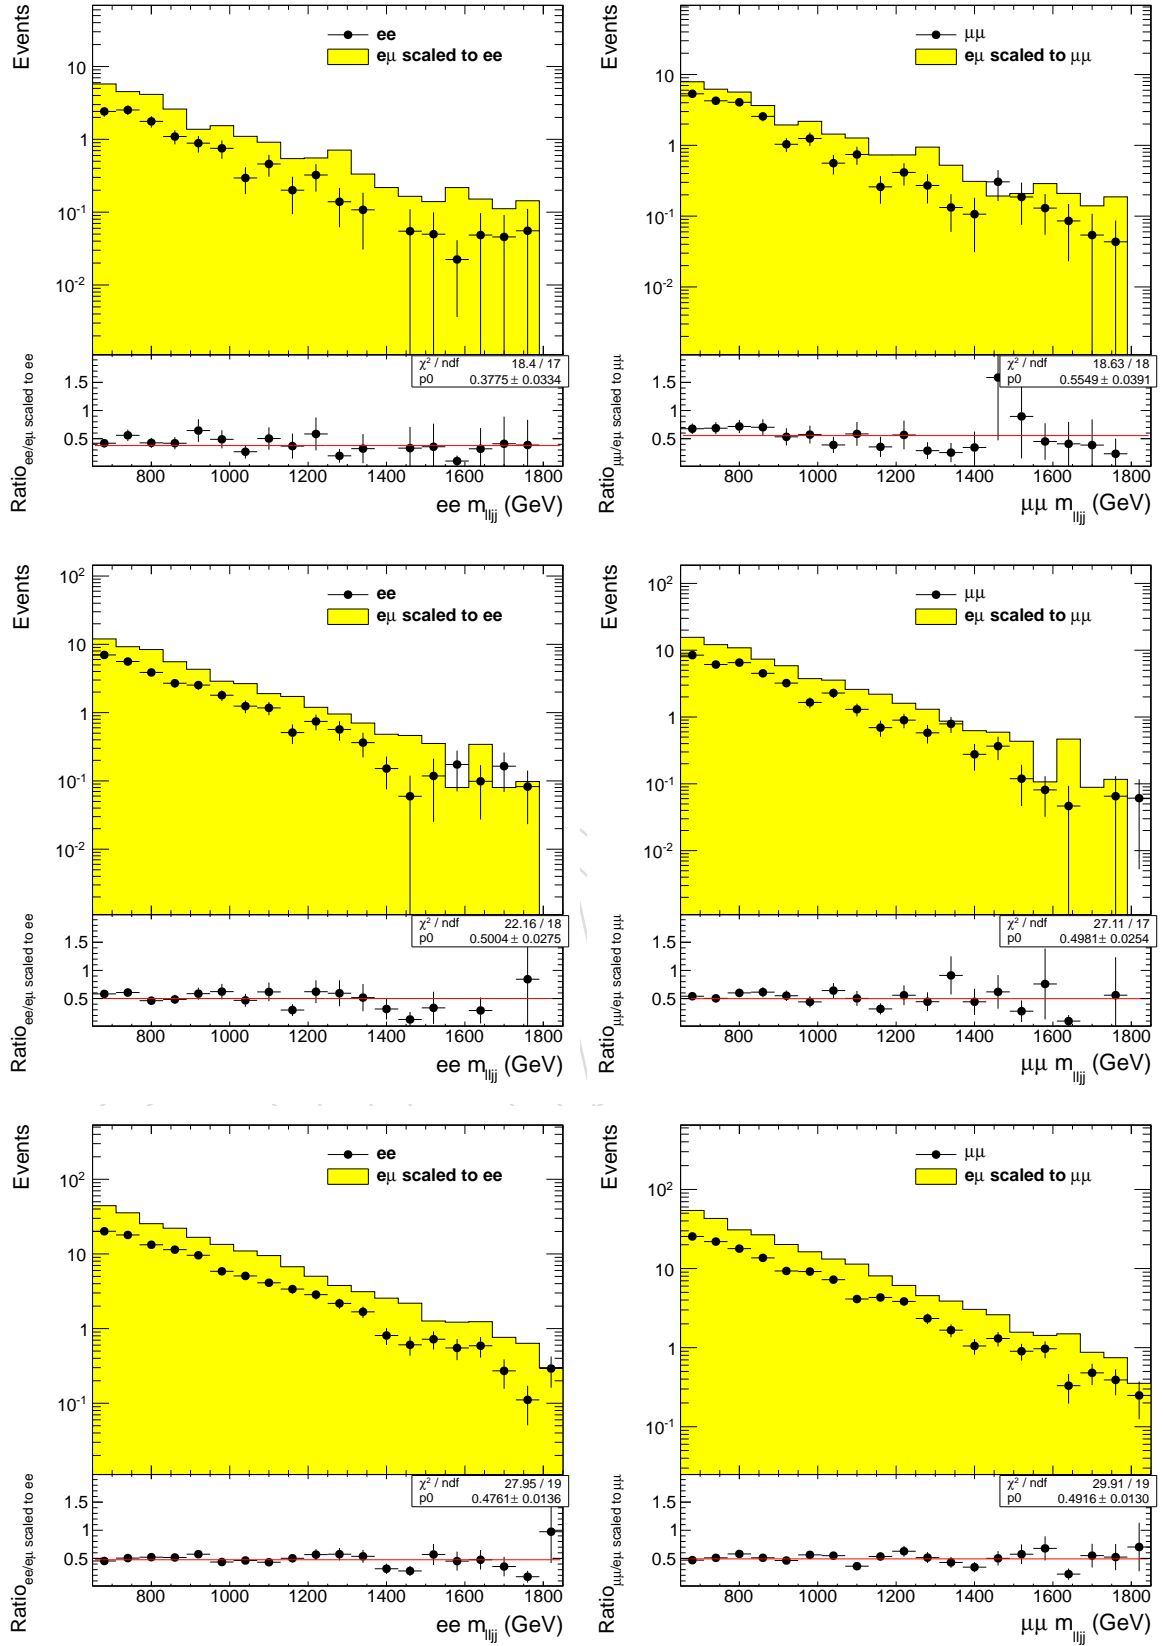 Events
ee
eμ scaled to ee
10
1
10⁻¹
10⁻²
Ratio ee/eμ scaled to ee
χ² / ndf 18.4 / 17
p0 0.3775 ± 0.0334
1.5
1
0.5
800 1000 1200 1400 1600 1800
ee m_lljj (GeV)
Events
μμ
eμ scaled to μμ
10
1
10⁻¹
10⁻²
Ratio μμ/eμ scaled to μμ
χ² / ndf 18.63 / 18
p0 0.5549 ± 0.0391
1.5
1
0.5
800 1000 1200 1400 1600 1800
μμ m_lljj (GeV)
Events
ee
eμ scaled to ee
10²
10
1
10⁻¹
10⁻²
Ratio ee/eμ scaled to ee
χ² / ndf 22.16 / 18
p0 0.5004 ± 0.0275
1.5
1
0.5
800 1000 1200 1400 1600 1800
ee m_lljj (GeV)
Events
μμ
eμ scaled to μμ
10²
10
1
10⁻¹
10⁻²
Ratio μμ/eμ scaled to μμ
χ² / ndf 27.11 / 17
p0 0.4981 ± 0.0254
1.5
1
0.5
800 1000 1200 1400 1600 1800
μμ m_lljj (GeV)
Events
ee
eμ scaled to ee
10²
10
1
10⁻¹
Ratio ee/eμ scaled to ee
χ² / ndf 27.95 / 19
p0 0.4761 ± 0.0136
1.5
1
0.5
800 1000 1200 1400 1600 1800
ee m_lljj (GeV)
Events
μμ
eμ scaled to μμ
10²
10
1
10⁻¹
Ratio μμ/eμ scaled to μμ
χ² / ndf 29.91 / 19
p0 0.4916 ± 0.0130
1.5
1
0.5
800 1000 1200 1400 1600 1800
μμ m_lljj (GeV)